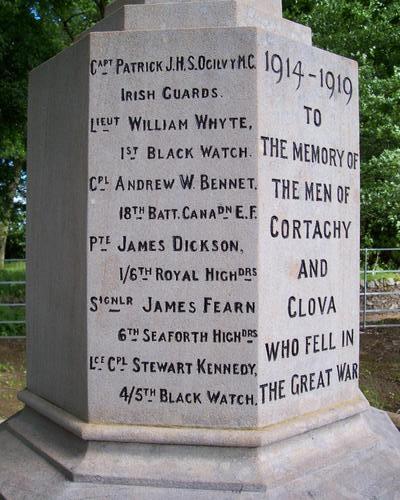 Capt Patrick J.H.S. Ogilvy M.C.
Irish Guards.
Lieut William Whyte,
1st Black Watch.
Cpl Andrew W. Bennet,
18th Batt. Canadn E.F.
Pte James Dickson,
1/6th Royal Highdrs
Signlr James Fearn
6th Seaforth Highdrs
Lce Cpl Stewart Kennedy,
4/5th Black Watch,
1914-1919
TO
THE MEMORY OF
THE MEN OF
CORTACHY
AND
CLOVA
WHO FELL IN
THE GREAT WAR